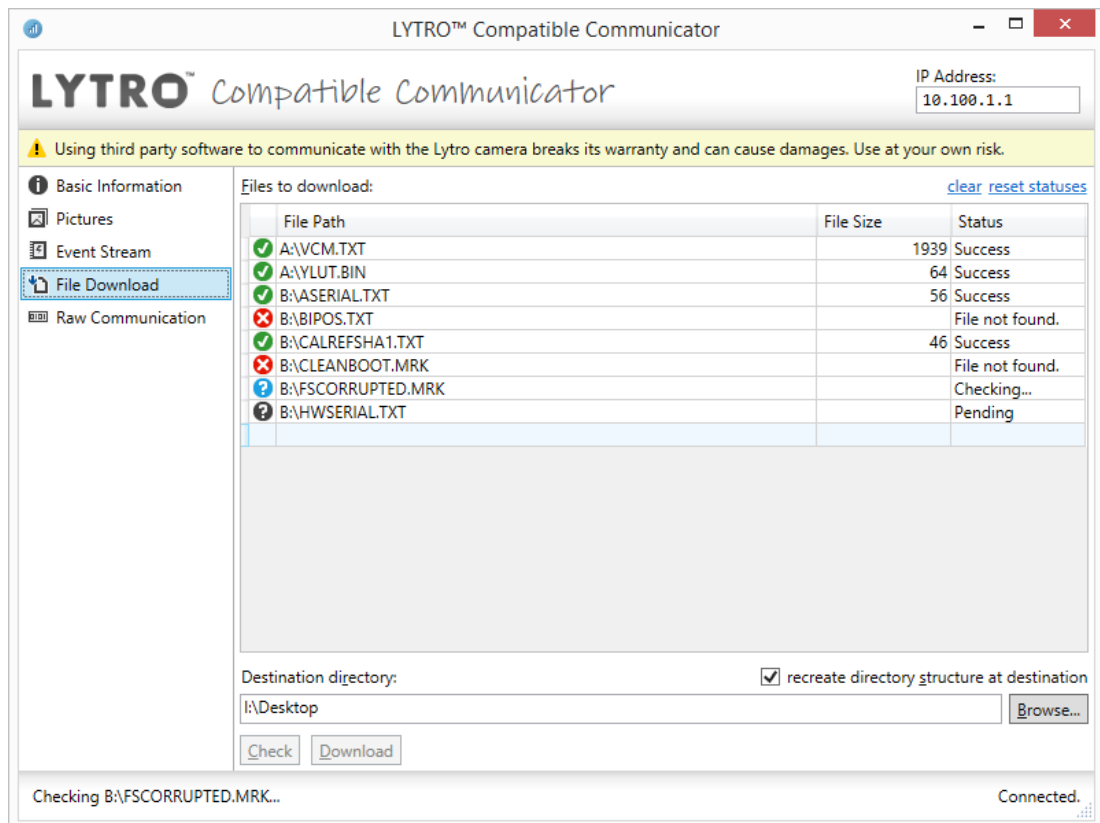 LYTRO™ Compatible Communicator
LYTRO™ Compatible Communicator
IP Address:
10.100.1.1
Using third party software to communicate with the Lytro camera breaks its warranty and can cause damages. Use at your own risk.
Basic Information
Pictures
Event Stream
File Download
Raw Communication
Files to download: clear reset statuses
File Path File Size Status
A:\VCM.TXT 1939 Success
A:\YLUT.BIN 64 Success
B:\ASERIAL.TXT 56 Success
B:\BIPOS.TXT File not found.
B:\CALREFSHA1.TXT 46 Success
B:\CLEANBOOT.MRK File not found.
B:\FSCORRUPTED.MRK Checking...
B:\HWSERIAL.TXT Pending
Destination directory: recreate directory structure at destination
I:\Desktop Browse...
Check Download
Checking B:\FSCORRUPTED.MRK... Connected.